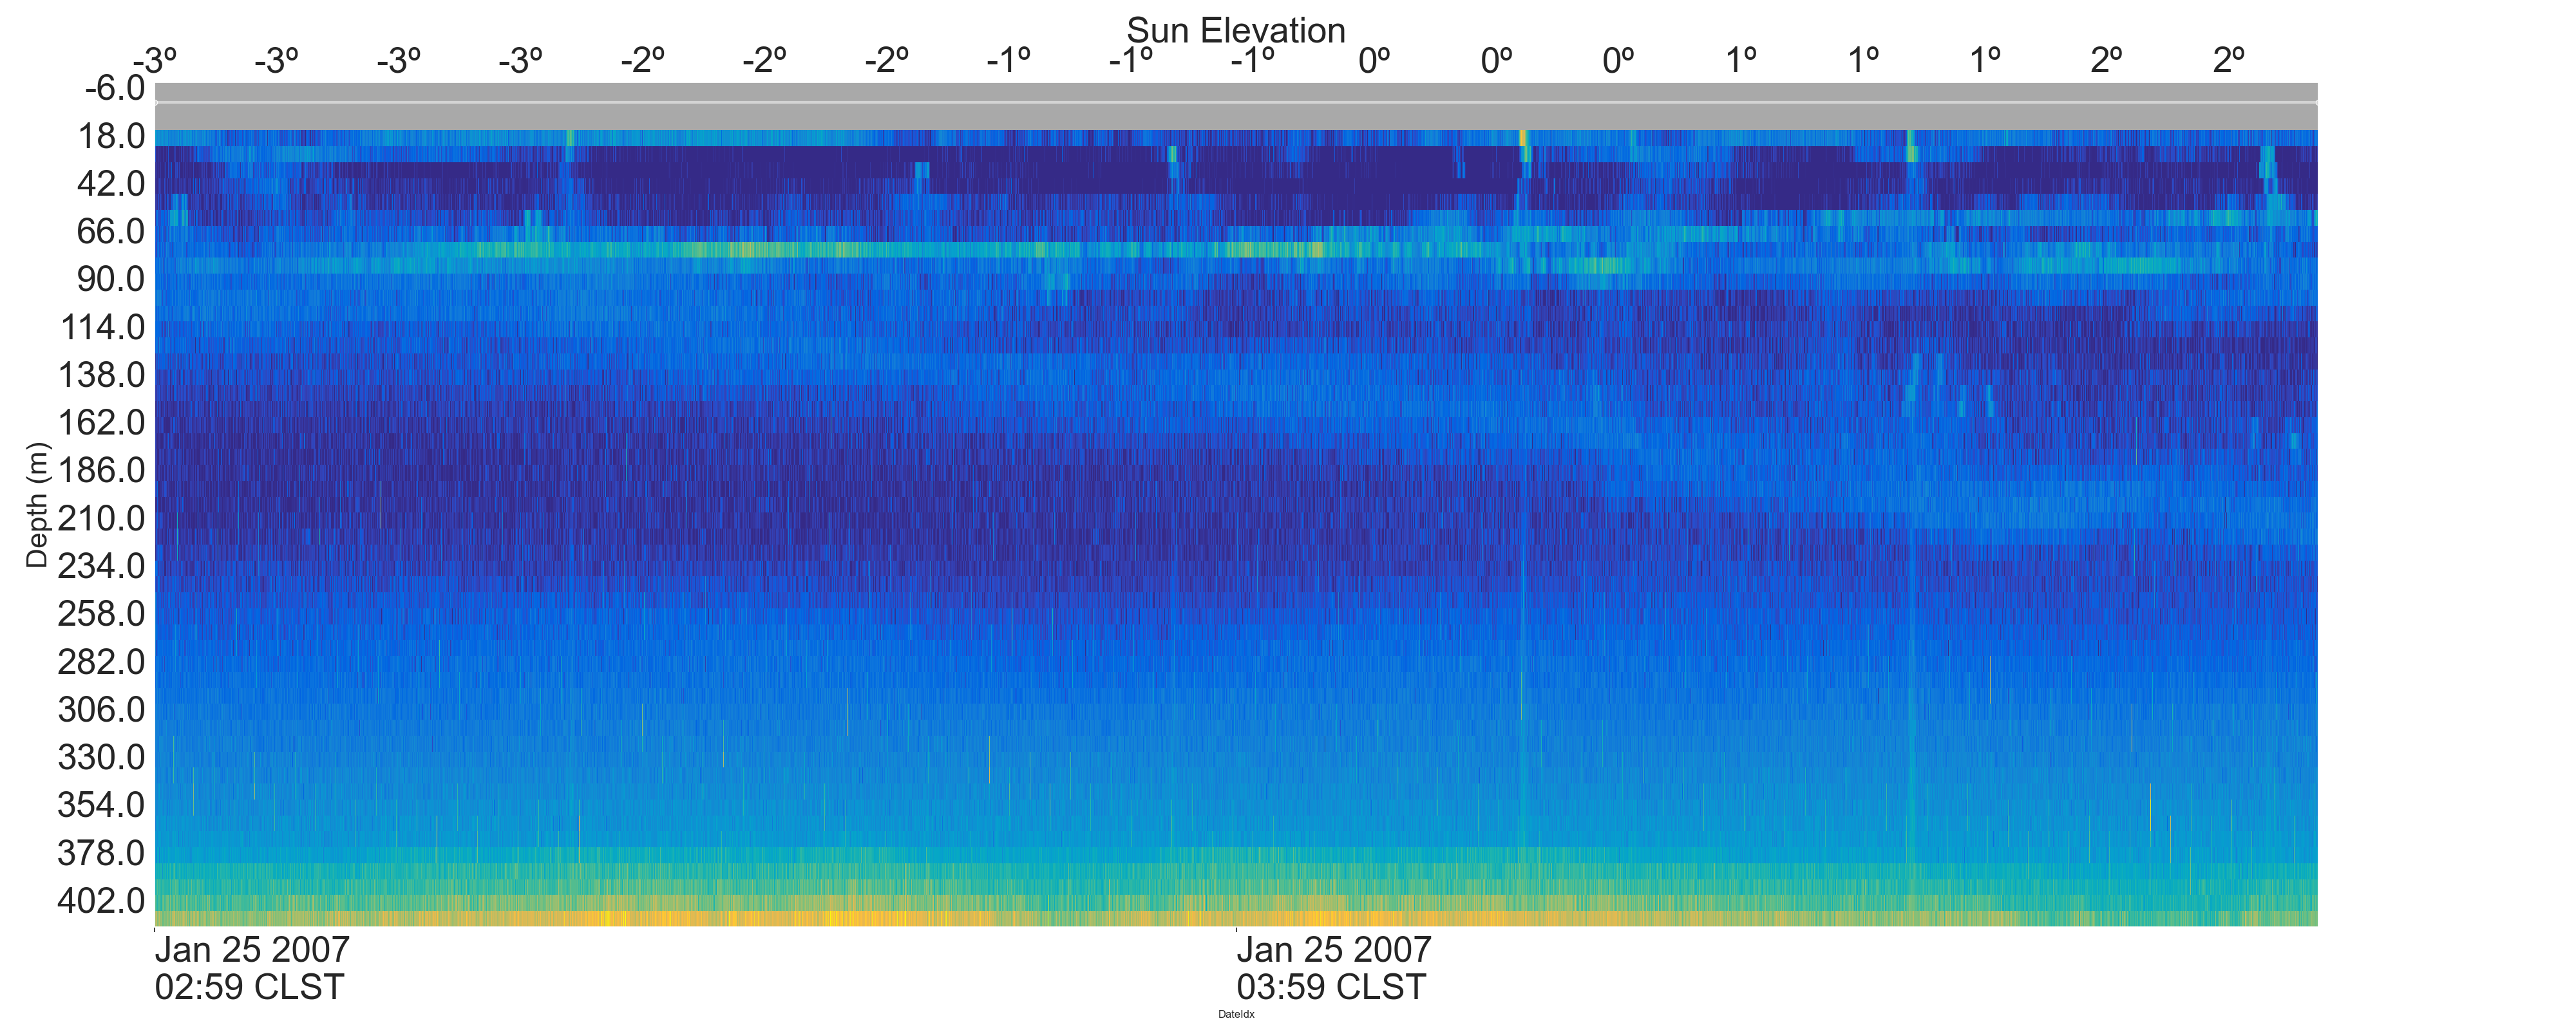 Sun Elevation
-3º -3º -3º -3º -2º -2º -2º -1º -1º -1º 0º 0º 0º 1º 1º 1º 2º 2º
-6.0
18.0
42.0
66.0
90.0
114.0
138.0
162.0
186.0
210.0
234.0
258.0
282.0
306.0
330.0
354.0
378.0
402.0
Depth (m)
Jan 25 2007
02:59 CLST
Jan 25 2007
03:59 CLST
DateIdx